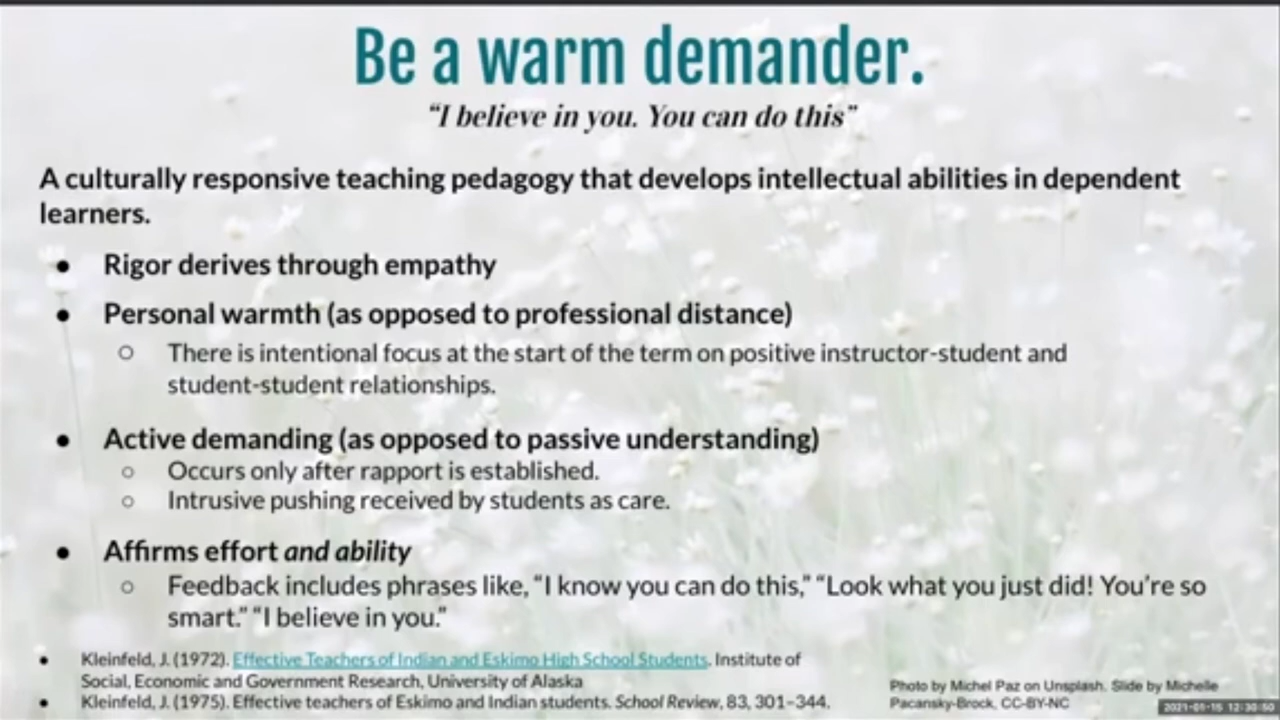 Be a warm demander.
“I believe in you. You can do this”
A culturally responsive teaching pedagogy that develops intellectual abilities in dependent
learners.
● Rigor derives through empathy
● Personal warmth (as opposed to professional distance)
○ There is intentional focus at the start of the term on positive instructor-student and
student-student relationships.
● Active demanding (as opposed to passive understanding)
○ Occurs only after rapport is established.
○ Intrusive pushing received by students as care.
● Affirms effort and ability
○ Feedback includes phrases like, “I know you can do this,” “Look what you just did! You’re so
smart.” “I believe in you.”
● Kleinfeld, J. (1972). Effective Teachers of Indian and Eskimo High School Students. Institute of
Social, Economic and Government Research, University of Alaska
● Kleinfeld, J. (1975). Effective teachers of Eskimo and Indian students. School Review, 83, 301–344.
Photo by Michel Paz on Unsplash. Slide by Michelle
Pacansky-Brock, CC-BY-NC
2021-01-15 12:30:50